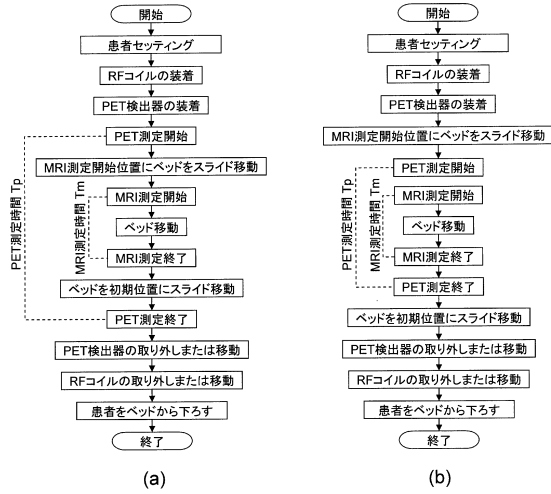 開始
患者セッティング
RFコイルの装着
PET検出器の装着
PET測定開始
MRI測定開始位置にベッドをスライド移動
MRI測定開始
ベッド移動
MRI測定終了
ベッドを初期位置にスライド移動
PET測定終了
PET検出器の取り外しまたは移動
RFコイルの取り外しまたは移動
患者をベッドから下ろす
終了
PET測定時間 Tp
MRI測定時間 Tm
(a)
開始
患者セッティング
RFコイルの装着
PET検出器の装着
MRI測定開始位置にベッドをスライド移動
PET測定開始
MRI測定開始
ベッド移動
MRI測定終了
PET測定終了
ベッドを初期位置にスライド移動
PET検出器の取り外しまたは移動
RFコイルの取り外しまたは移動
患者をベッドから下ろす
終了
PET測定時間 Tp
MRI測定時間 Tm
(b)